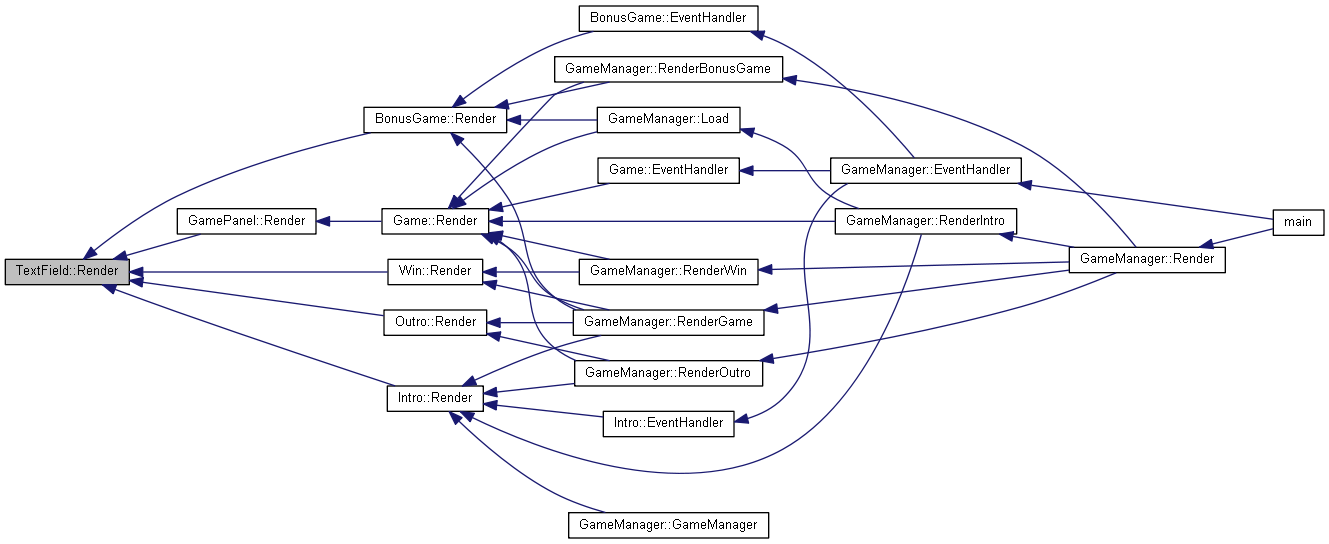 BonusGame::EventHandler
GameManager::RenderBonusGame
BonusGame::Render
GameManager::Load
Game::EventHandler
GameManager::EventHandler
GamePanel::Render
Game::Render
GameManager::RenderIntro
main
TextField::Render
Win::Render
GameManager::RenderWin
GameManager::Render
Outro::Render
GameManager::RenderGame
GameManager::RenderOutro
Intro::Render
Intro::EventHandler
GameManager::GameManager